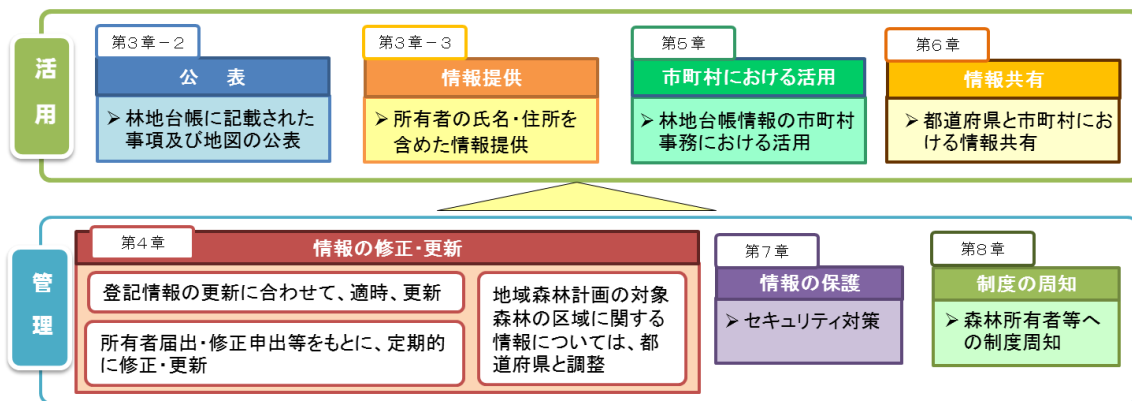 活用
第3章-2
公 表
➢ 林地台帳に記載された
事項及び地図の公表
第3章-3
情報提供
➢ 所有者の氏名・住所を
含めた情報提供
第5章
市町村における活用
➢ 林地台帳情報の市町村
事務における活用
第6章
情報共有
➢ 都道府県と市町村にお
ける情報共有
管理
第4章
情報の修正・更新
登記情報の更新に合わせて、適時、更新
所有者届出・修正申出等をもとに、定期的
に修正・更新
地域森林計画の対象
森林の区域に関する
情報については、都
道府県と調整
第7章
情報の保護
➢ セキュリティ対策
第8章
制度の周知
➢ 森林所有者等へ
の制度周知